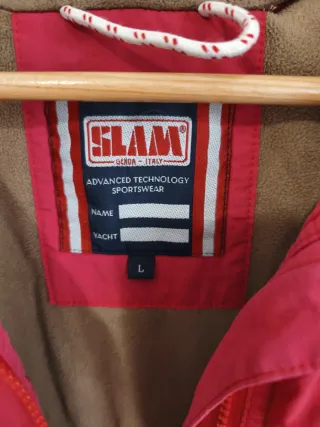 SLAM®
GENOA - ITALY
ADVANCED TECHNOLOGY
SPORTSWEAR
NAME
YACHT
L